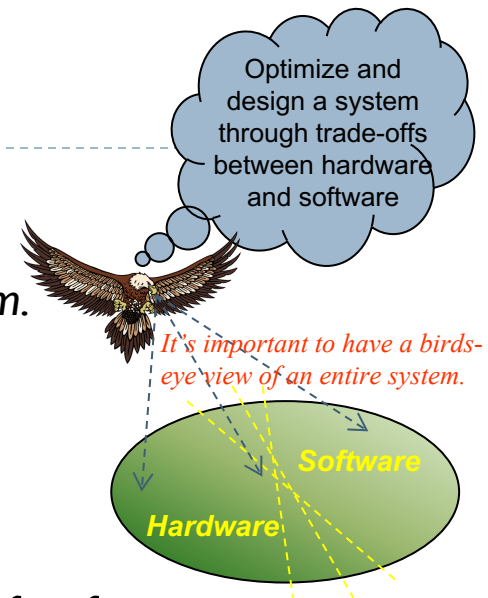 Optimize and
design a system
through trade-offs
between hardware
and software
m.
It's important to have a birds-
eye view of an entire system.
Software
Hardware